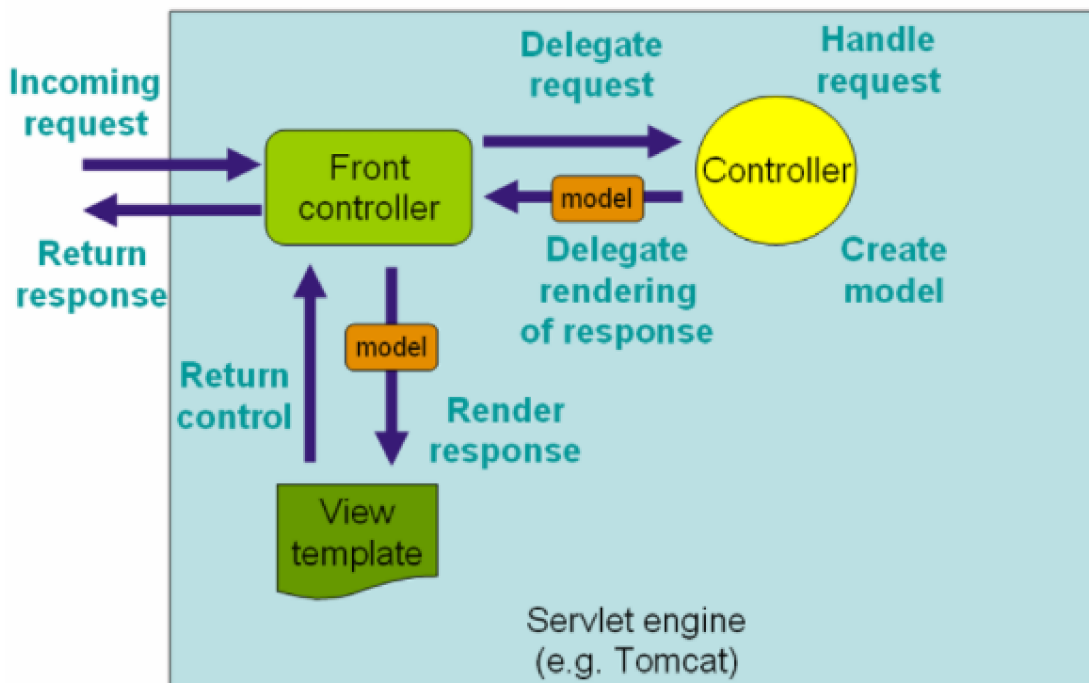 Incoming
request
Return
response
Front
controller
Delegate
request
Handle
request
Controller
model
Delegate
rendering
of response
Create
model
model
Return
control
Render
response
View
template
Servlet engine
(e.g. Tomcat)